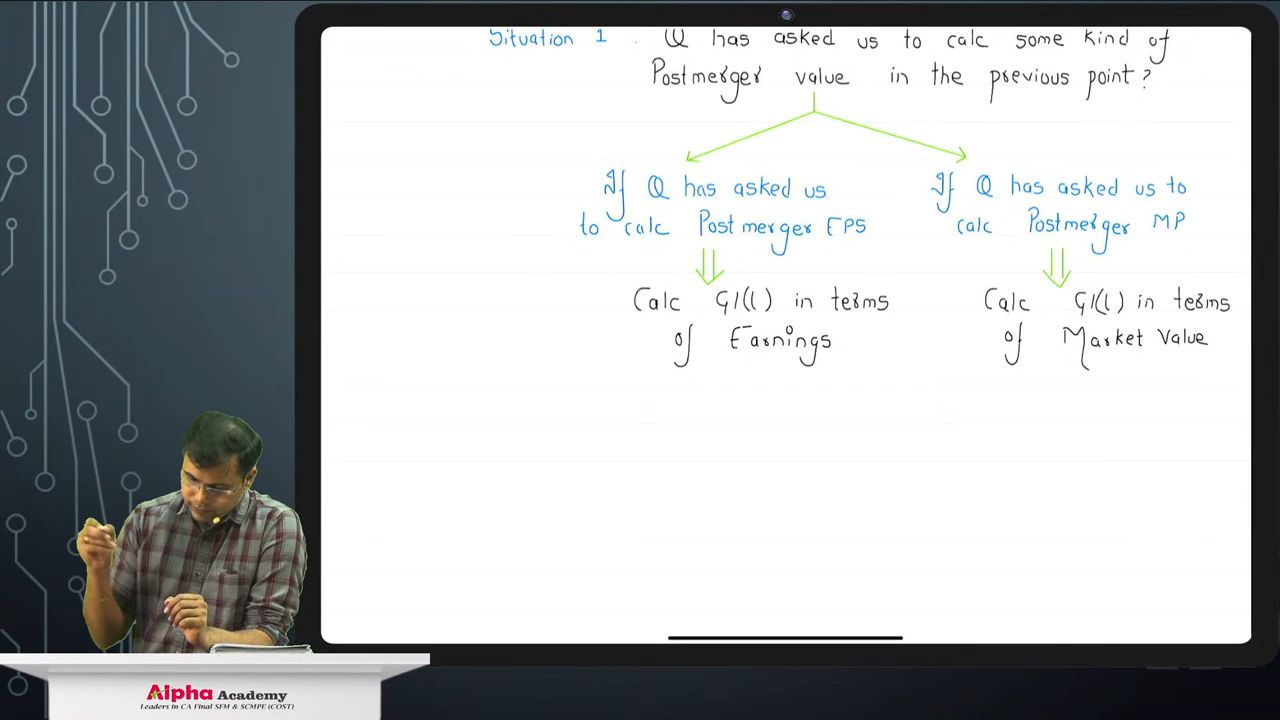 Situation 1. Q has asked us to calc some kind of
Postmerger value in the previous point?
If Q has asked us
to calc Postmerger EPS
If Q has asked us to
calc Postmerger MP
Calc G/(L) in terms
of Earnings
Calc G/(L) in terms
of Market Value
Alpha Academy
Leaders in CA Final SFM & SCMPE (COST)